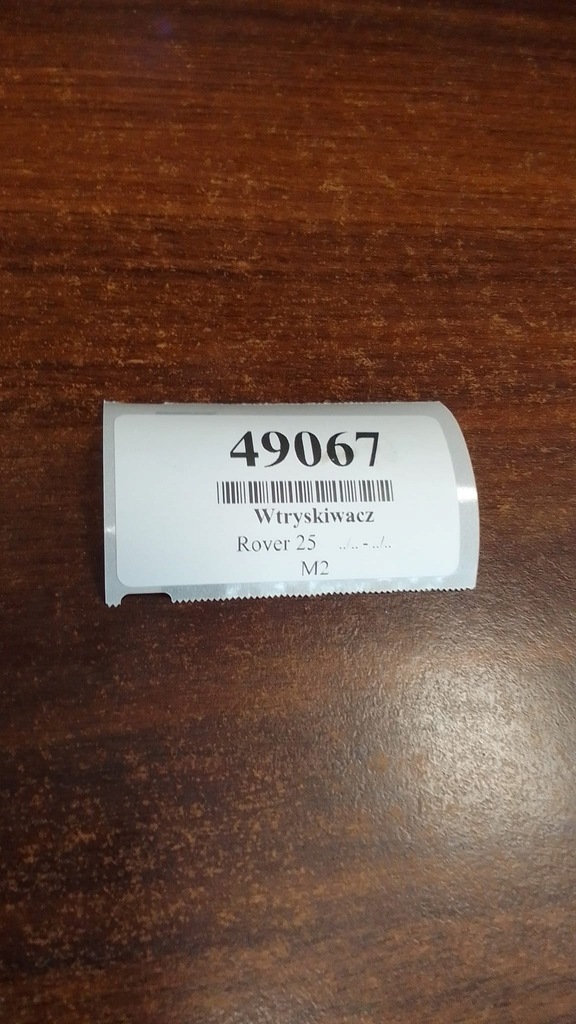 49067
Wtryskiwacz
Rover 25 ../.. - ../..
M2